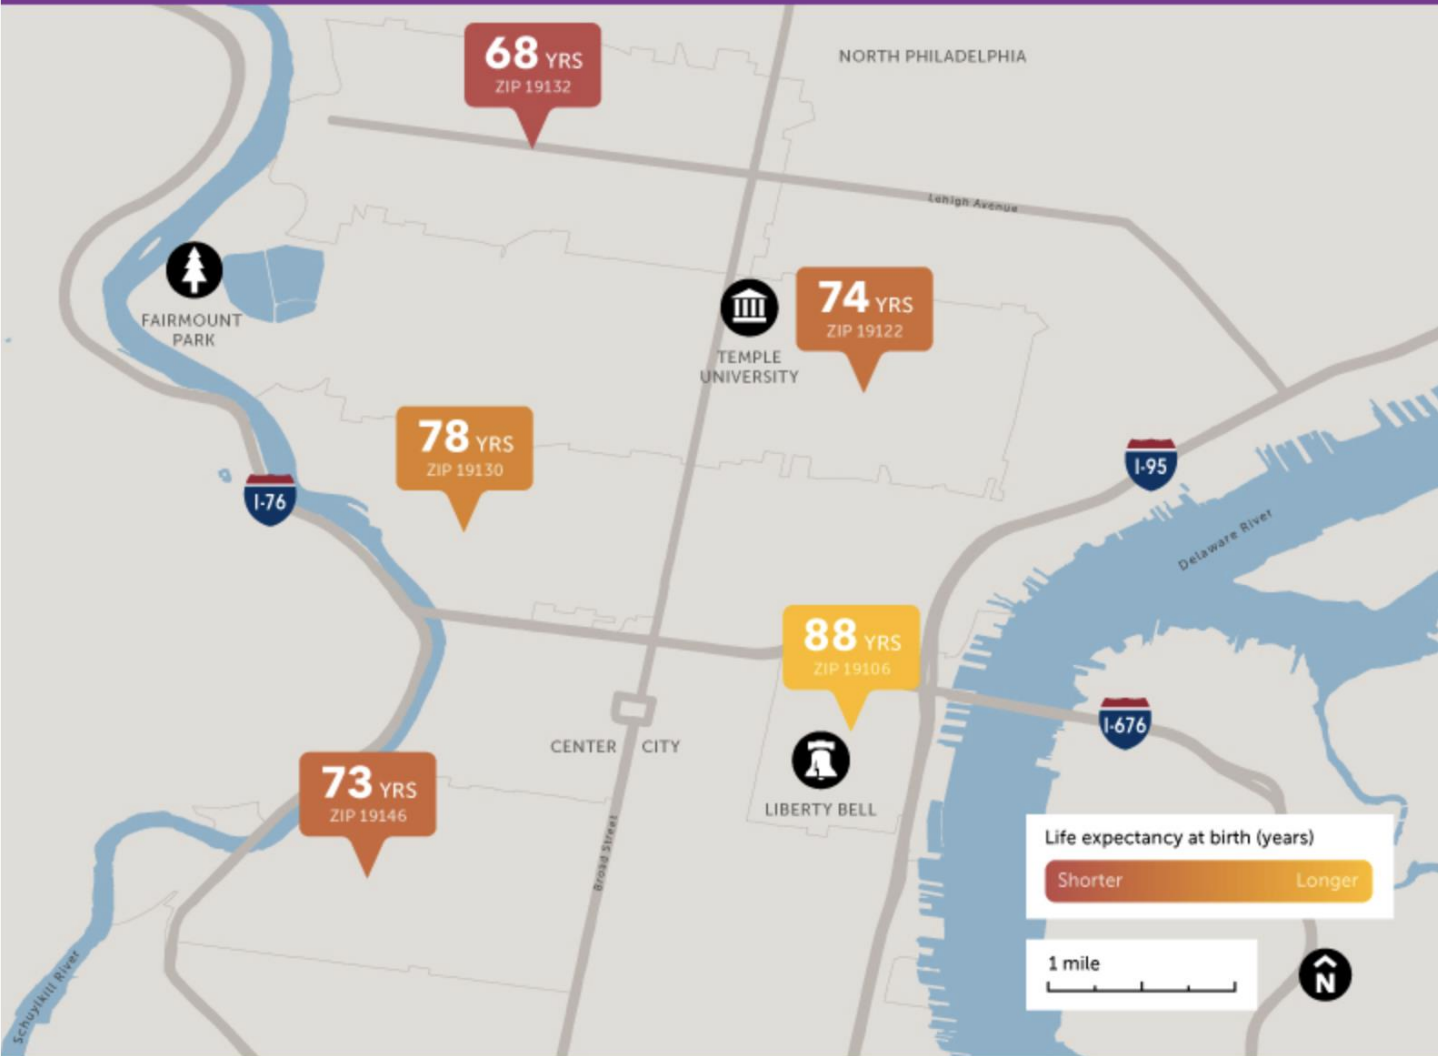 68 YRS
ZIP 19132
NORTH PHILADELPHIA
Lehigh Avenue
FAIRMOUNT
PARK
74 YRS
ZIP 19122
TEMPLE
UNIVERSITY
78 YRS
ZIP 19130
I-76
I-95
Delaware River
88 YRS
ZIP 19106
I-676
CENTER CITY
LIBERTY BELL
73 YRS
ZIP 19146
Broad Street
Life expectancy at birth (years)
Shorter Longer
1 mile
N
Schuylkill River